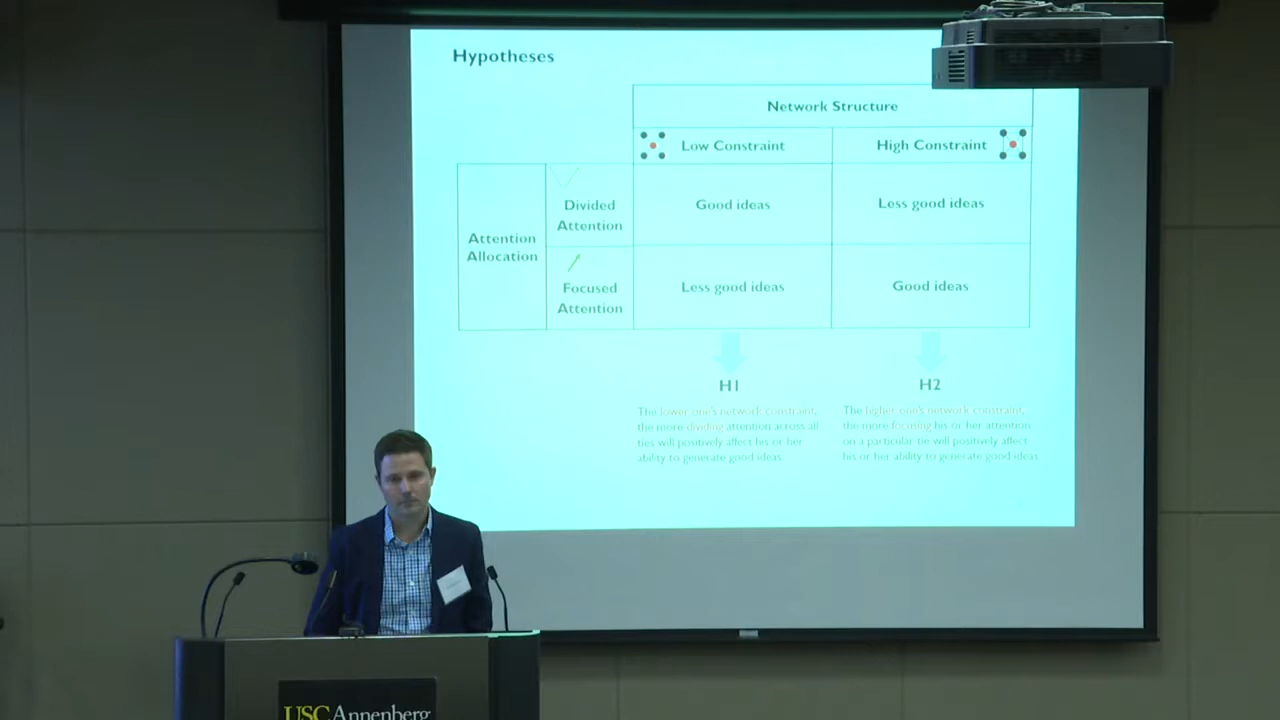 Hypotheses
Network Structure
Low Constraint
High Constraint
Attention
Allocation
Divided
Attention
Good ideas
Less good ideas
Focused
Attention
Less good ideas
Good ideas
H1
The lower one's network constraint,
the more dividing attention across all
ties will positively affect his or her
ability to generate good ideas.
H2
The higher one's network constraint,
the more focusing his or her attention
on a particular tie will positively affect
his or her ability to generate good ideas
USC Annenberg